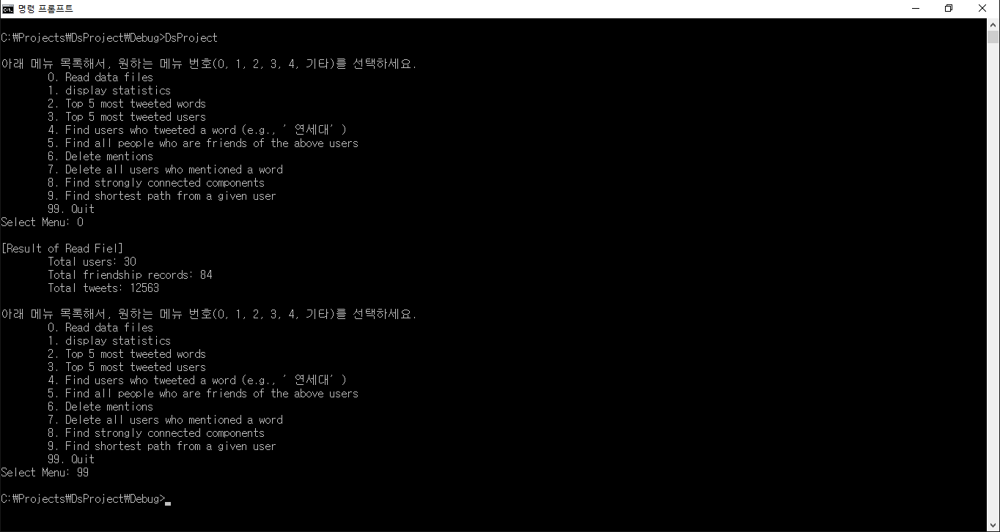 명령 프롬프트
C:₩Projects₩DsProject₩Debug>DsProject
아래 메뉴 목록해서, 원하는 메뉴 번호(0, 1, 2, 3, 4, 기타)를 선택하세요.
0. Read data files
1. display statistics
2. Top 5 most tweeted words
3. Top 5 most tweeted users
4. Find users who tweeted a word (e.g., ’연세대’)
5. Find all people who are friends of the above users
6. Delete mentions
7. Delete all users who mentioned a word
8. Find strongly connected components
9. Find shortest path from a given user
99. Quit
Select Menu: 0
[Result of Read Fiel]
Total users: 30
Total friendship records: 84
Total tweets: 12563
아래 메뉴 목록해서, 원하는 메뉴 번호(0, 1, 2, 3, 4, 기타)를 선택하세요.
0. Read data files
1. display statistics
2. Top 5 most tweeted words
3. Top 5 most tweeted users
4. Find users who tweeted a word (e.g., ’연세대’)
5. Find all people who are friends of the above users
6. Delete mentions
7. Delete all users who mentioned a word
8. Find strongly connected components
9. Find shortest path from a given user
99. Quit
Select Menu: 99
C:₩Projects₩DsProject₩Debug>